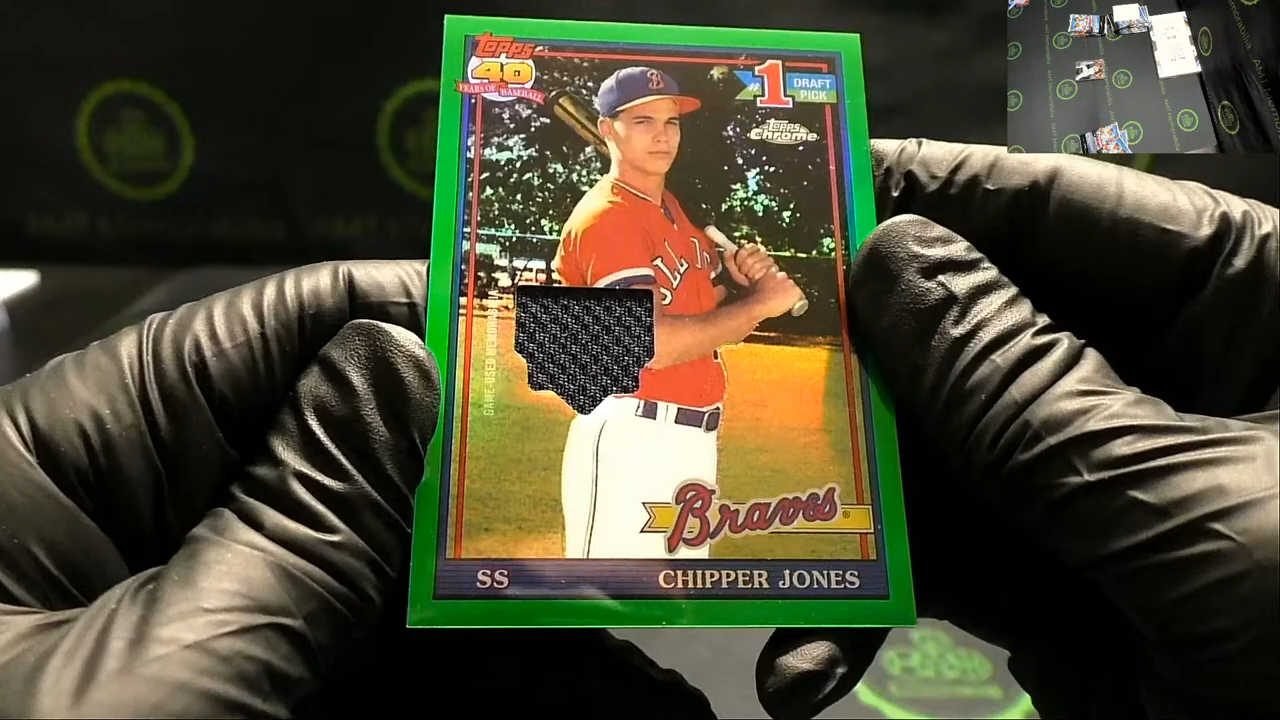 Topps
40
YEARS OF BASEBALL
#1
DRAFT
PICK
Topps
Chrome
GAME-USED MEMORABILIA
Braves
SS
CHIPPER JONES